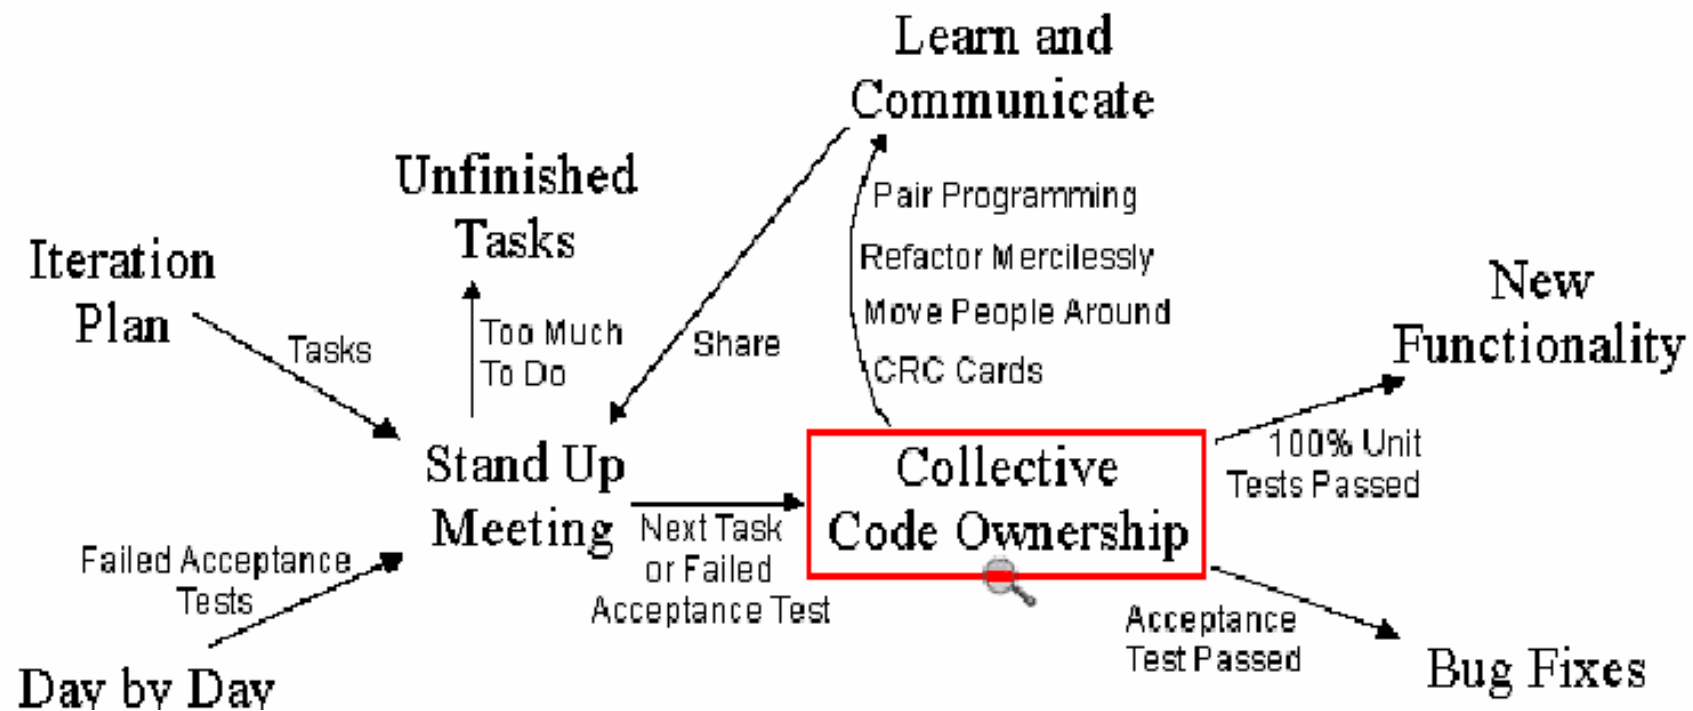 Learn and
Communicate
Unfinished
Tasks
Pair Programming
Iteration
Plan
Refactor Mercilessly
New
Functionality
Move People Around
Too Much
To Do
Tasks
Share
CRC Cards
Stand Up
Meeting
Collective
Code Ownership
100% Unit
Tests Passed
Next Task
or Failed
Acceptance Test
Failed Acceptance
Tests
Acceptance
Test Passed
Bug Fixes
Day by Day